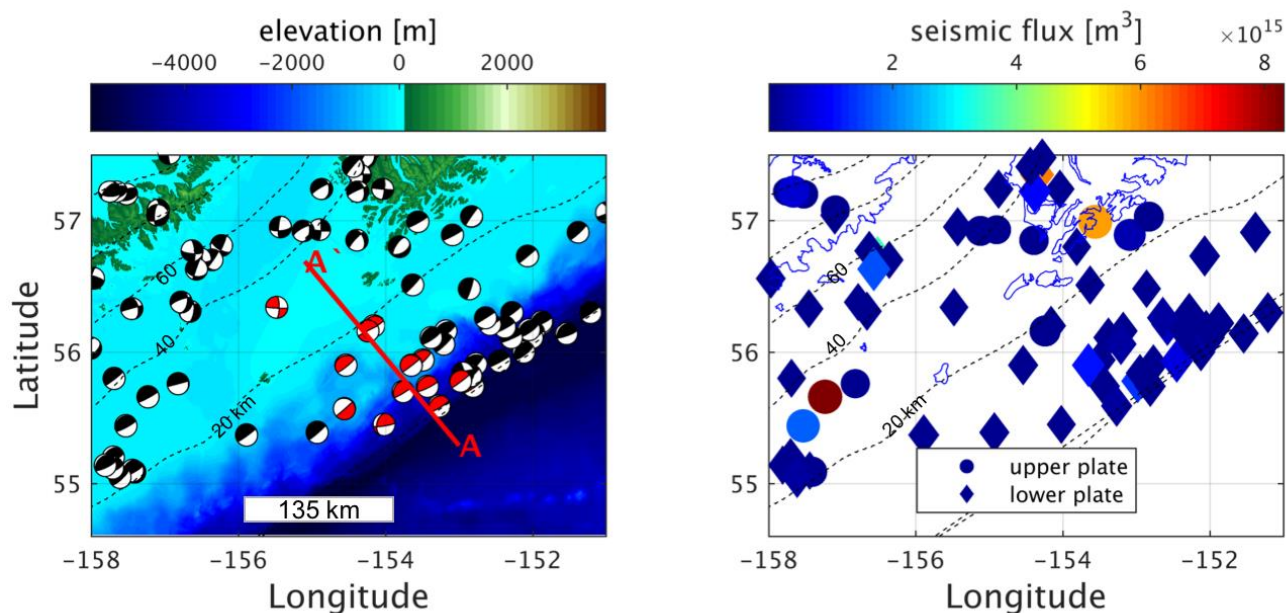 elevation [m]
−4000 −2000 0 2000
57
56
55
Latitude
60
40
20 km
A`
A
135 km
−158 −156 −154 −152
Longitude
seismic flux [m³] ×10¹⁵
2 4 6 8
57
56
55
60
40
20 km
upper plate
lower plate
−158 −156 −154 −152
Longitude